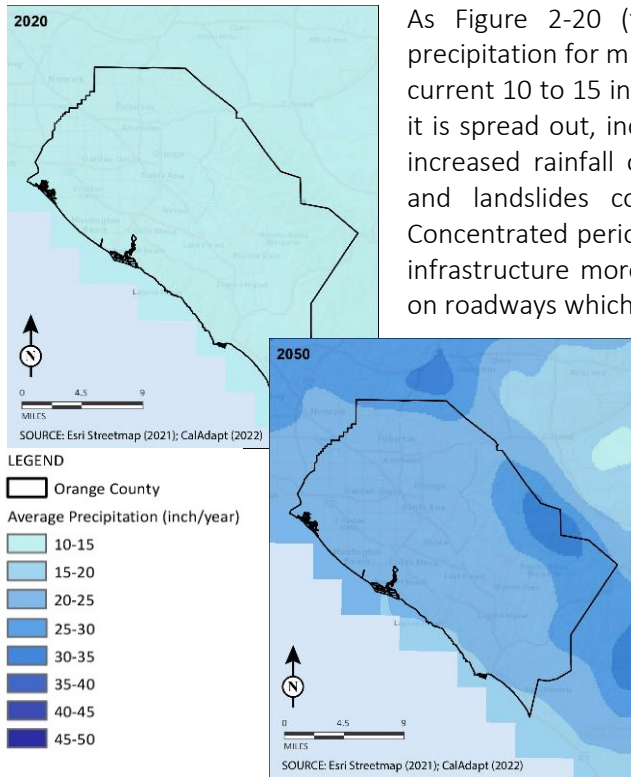 2020
As Figure 2-20 (
precipitation for m
current 10 to 15 in
it is spread out, inc
increased rainfall
and landslides co
Concentrated peric
infrastructure more
on roadways which
N
0 4.5 9
MILES
SOURCE: Esri Streetmap (2021); CalAdapt (2022)
2050
LEGEND
Orange County
Average Precipitation (inch/year)
10-15
15-20
20-25
25-30
30-35
35-40
40-45
45-50
N
0 4.5 9
MILES
SOURCE: Esri Streetmap (2021); CalAdapt (2022)